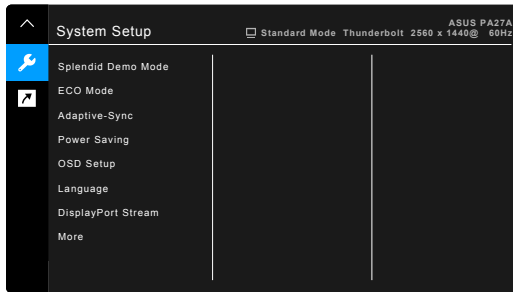 ASUS PA27A
System Setup
Standard Mode Thunderbolt 2560 x 1440@ 60Hz
Splendid Demo Mode
ECO Mode
Adaptive-Sync
Power Saving
OSD Setup
Language
DisplayPort Stream
More